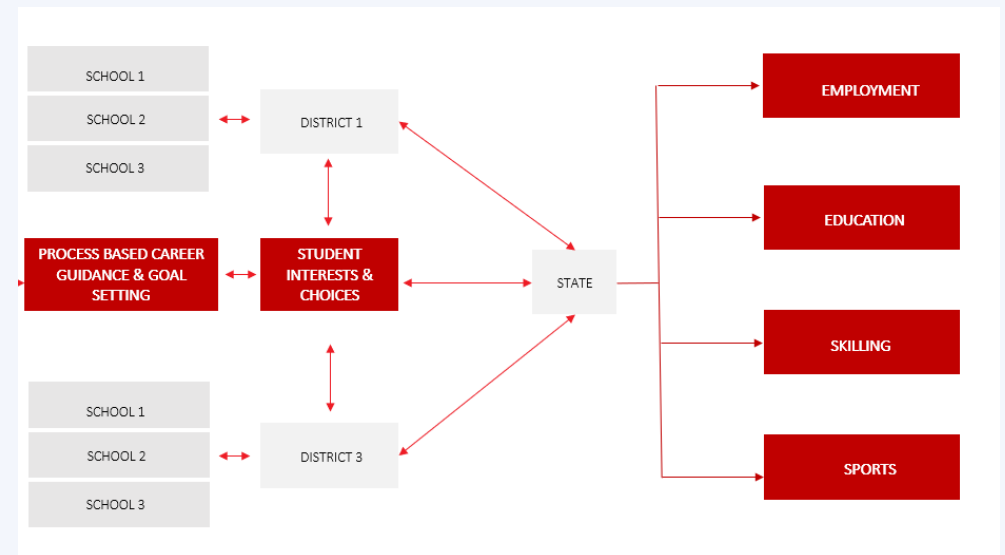 SCHOOL 1
SCHOOL 2
SCHOOL 3
DISTRICT 1
PROCESS BASED CAREER
GUIDANCE & GOAL
SETTING
STUDENT
INTERESTS &
CHOICES
SCHOOL 1
SCHOOL 2
SCHOOL 3
DISTRICT 3
STATE
EMPLOYMENT
EDUCATION
SKILLING
SPORTS